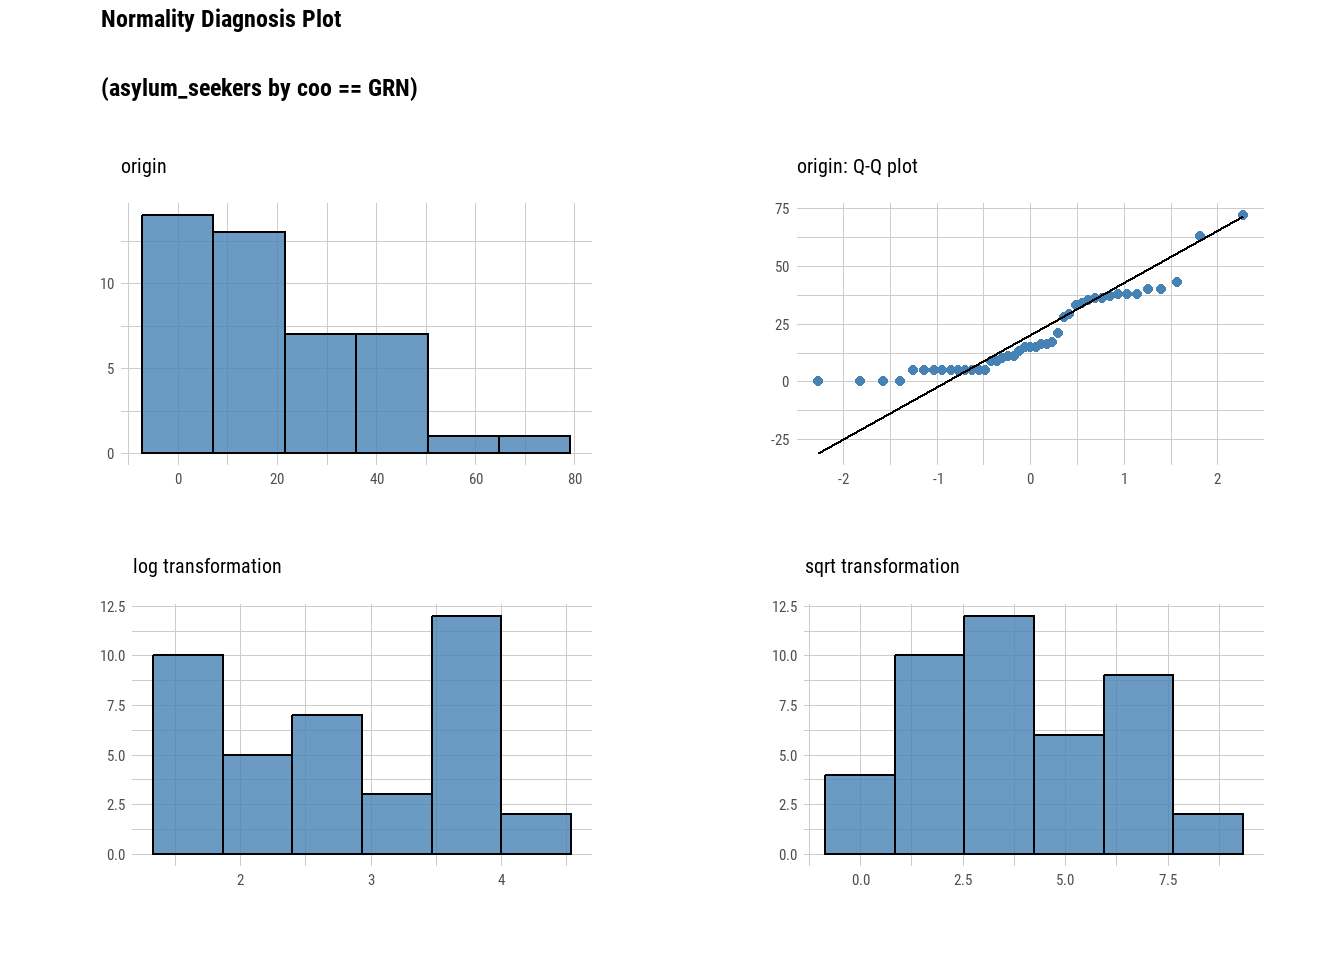 Normality Diagnosis Plot
(asylum_seekers by coo == GRN)
origin
10
5
0
0 20 40 60 80
origin: Q-Q plot
75
50
25
0
-25
-2 -1 0 1 2
log transformation
12.5
10.0
7.5
5.0
2.5
0.0
2 3 4
sqrt transformation
12.5
10.0
7.5
5.0
2.5
0.0
0.0 2.5 5.0 7.5